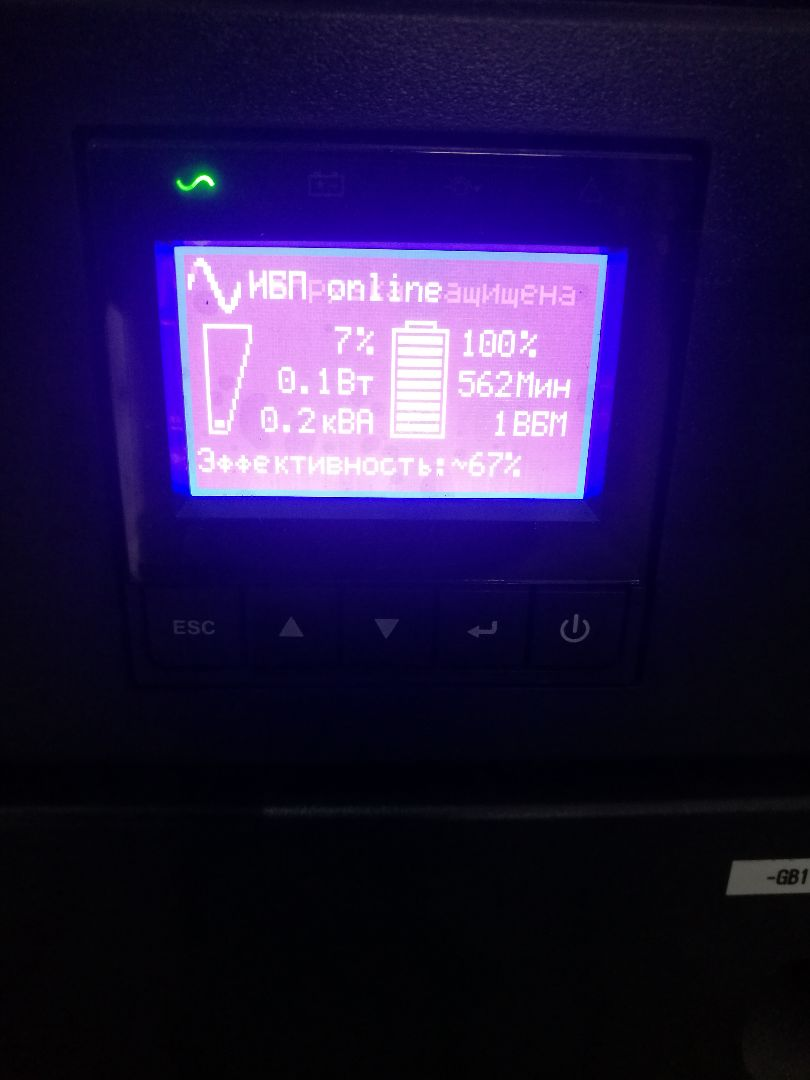 ИБП online ащищена
7% 100%
0.1Вт 562Мин
0.2кВА 1ВБМ
Эффективность:~67%
ESC
-GB1